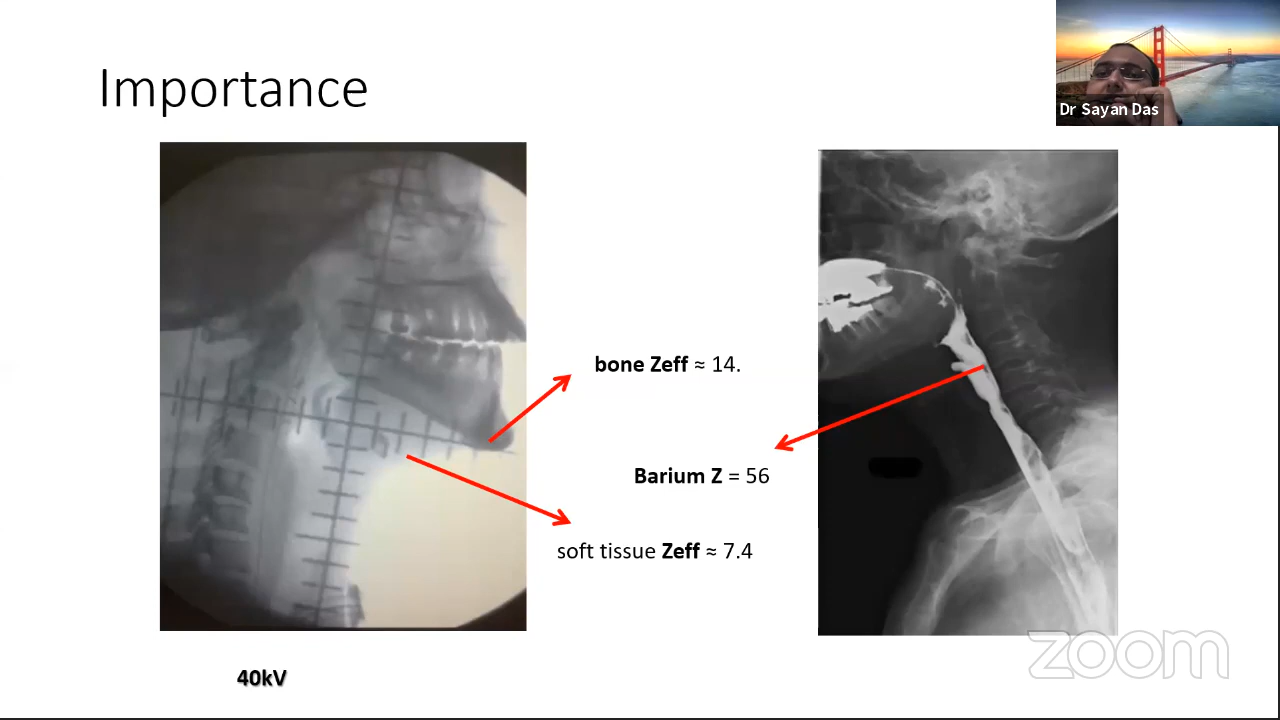 Importance
Dr Sayan Das
bone Zeff ≈ 14.
Barium Z = 56
soft tissue Zeff ≈ 7.4
zoom
40kV